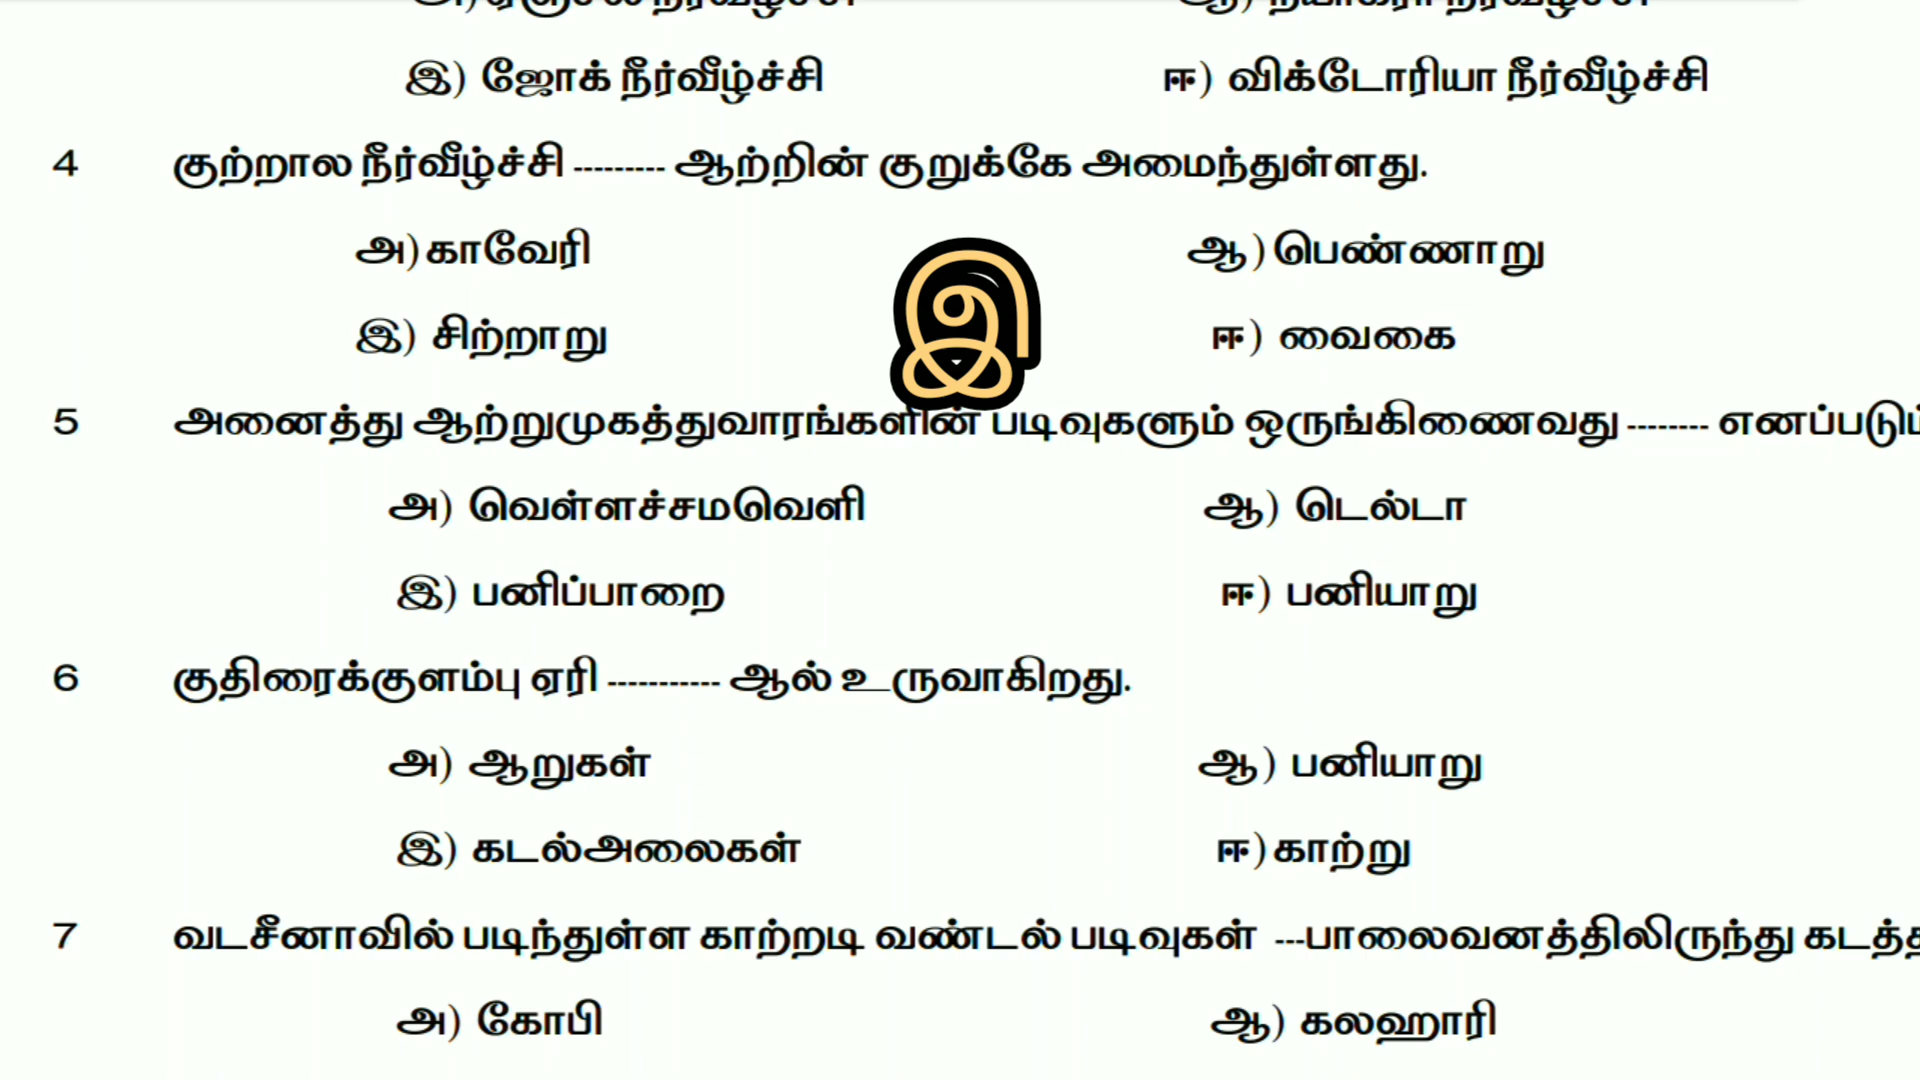 இ) ஜோக் நீர்வீழ்ச்சி ஈ) விக்டோரியா நீர்வீழ்ச்சி
4 குற்றால நீர்வீழ்ச்சி --------- ஆற்றின் குறுக்கே அமைந்துள்ளது.
அ)காவேரி ஆ)பெண்ணாறு
இ
இ) சிற்றாறு ஈ) வைகை
5 அனைத்து ஆற்றுமுகத்துவாரங்களின் படிவுகளும் ஒருங்கிணைவது -------- எனப்படும்
அ) வெள்ளச்சமவெளி ஆ) டெல்டா
இ) பனிப்பாறை ஈ) பனியாறு
6 குதிரைக்குளம்பு ஏரி ----------- ஆல் உருவாகிறது.
அ) ஆறுகள் ஆ) பனியாறு
இ) கடல்அலைகள் ஈ)காற்று
7 வடசீனாவில் படிந்துள்ள காற்றடி வண்டல் படிவுகள் ---பாலைவனத்திலிருந்து
அ) கோபி ஆ) கலஹாரி